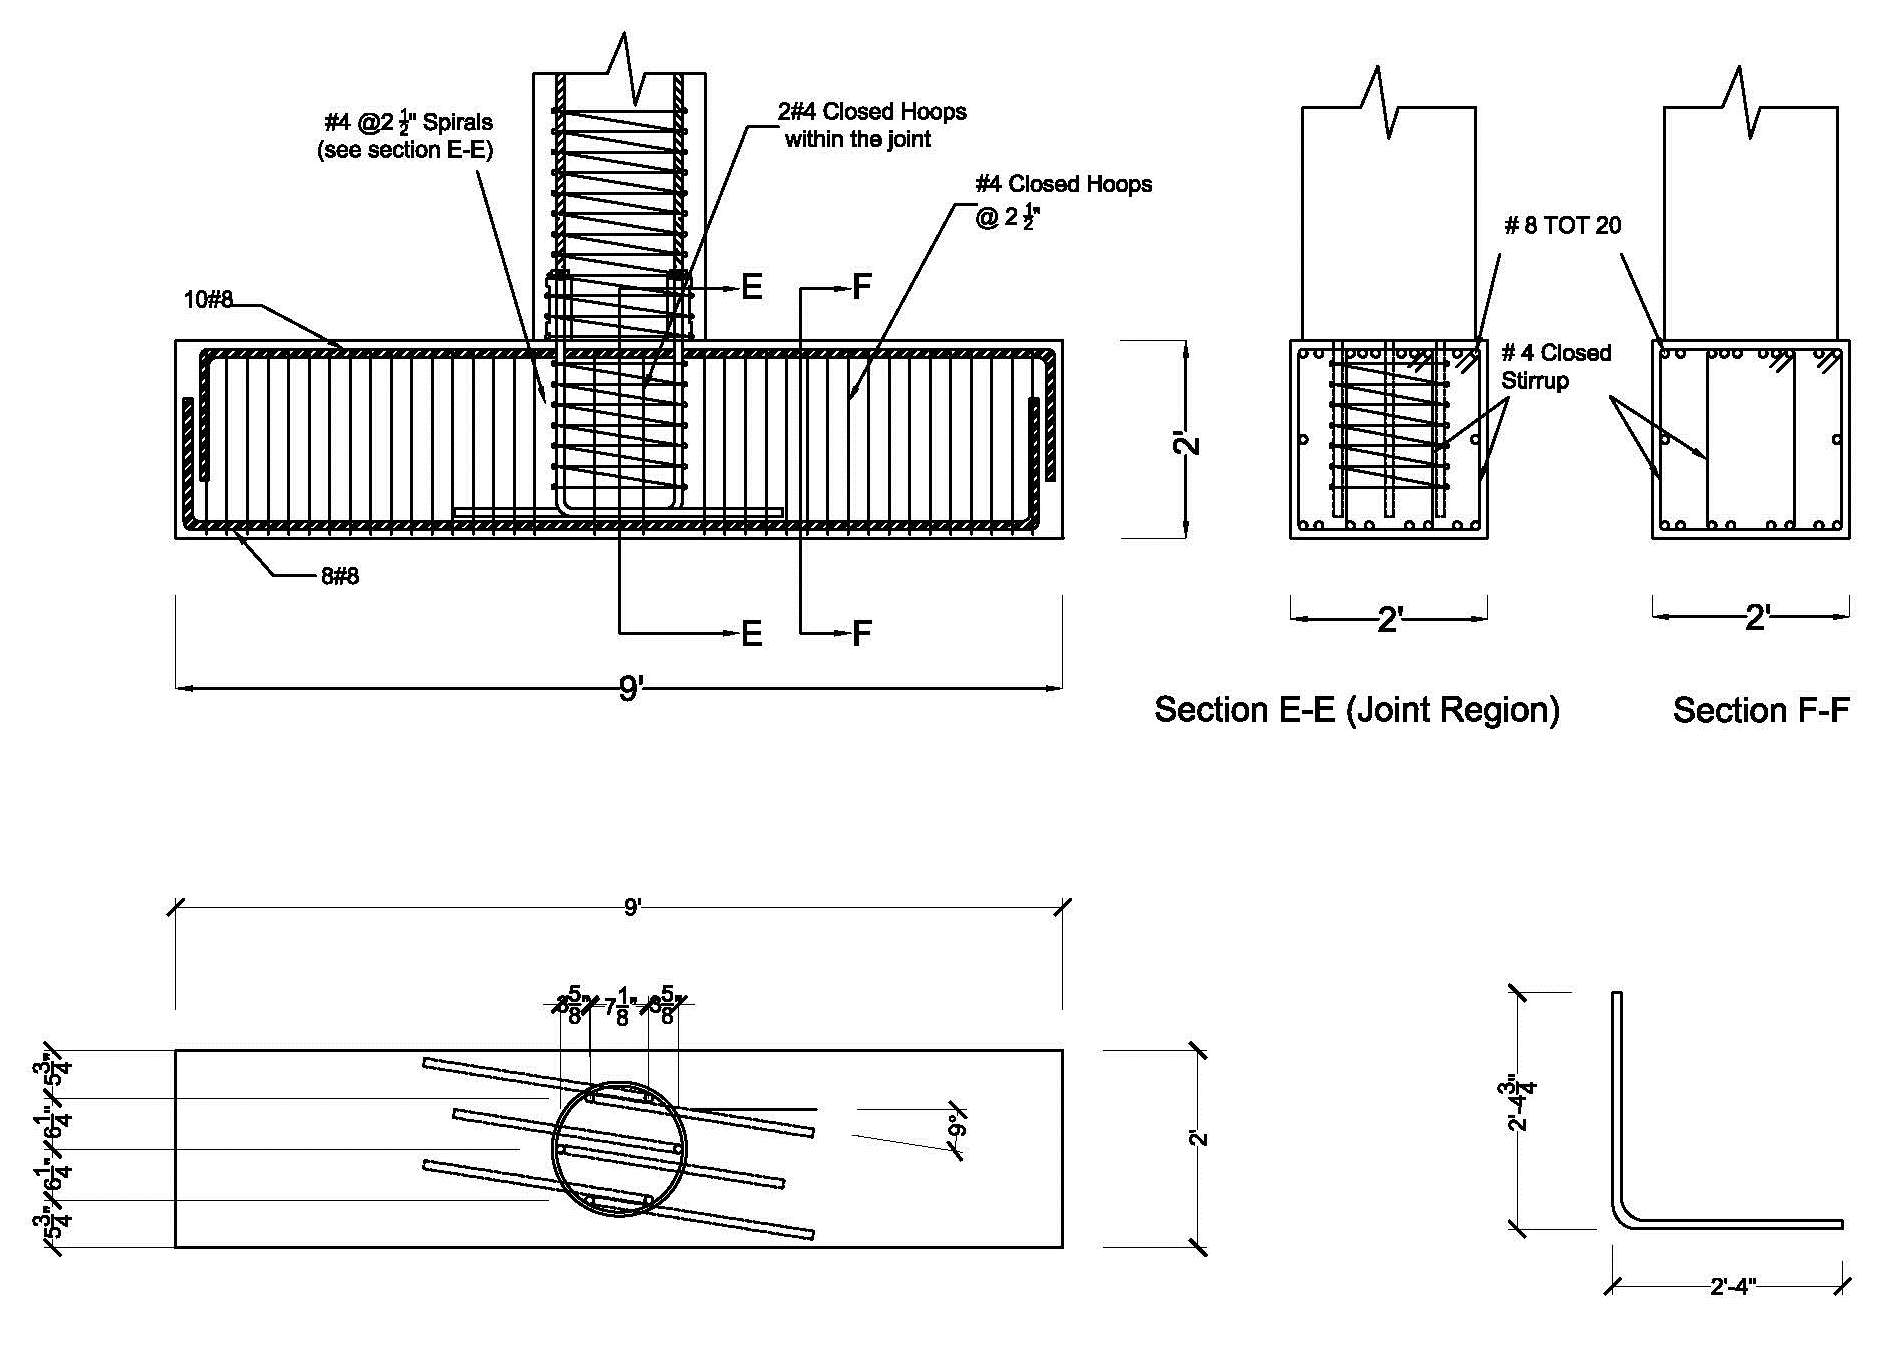 #4 @2 1/2" Spirals
(see section E-E)
2#4 Closed Hoops
within the joint
#4 Closed Hoops
@ 2 1/2"
# 8 TOT 20
10#8
E
F
# 4 Closed
Stirrup
2'
8#8
E
F
2'
2'
9'
Section E-E (Joint Region)
Section F-F
9'
3 5/8"
7 1/8"
3 5/8"
5 3/4"
6 1/4"
6 1/4"
5 3/4"
9°
2'
2'-4 3/4"
2'-4"